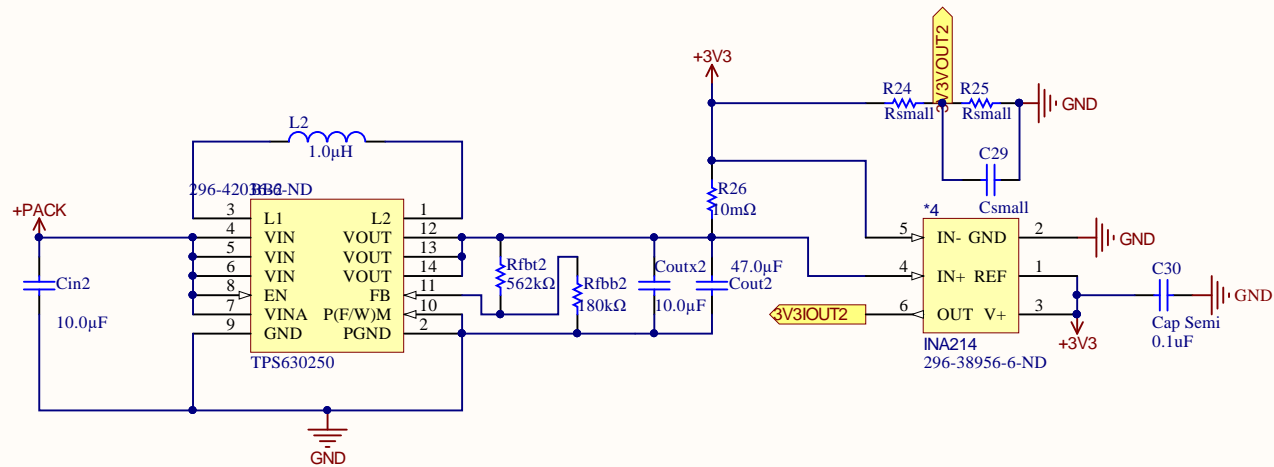 +3V3
3V3VOUT2
R24
Rsmall
R25
Rsmall
GND
C29
Csmall
L2
1.0µH
296-42036-2-ND
+PACK
3
L1
L2
1
4
VIN
VOUT
12
5
VIN
VOUT
13
6
VIN
VOUT
14
8
EN
FB
11
7
VINA
P(F/W)M
10
9
GND
PGND
2
TPS630250
Cin2
10.0µF
GND
Rfbt2
562kΩ
Rfbb2
180kΩ
Coutx2
10.0µF
47.0µF
Cout2
R26
10mΩ
*4
5
IN-
GND
2
GND
4
IN+
REF
1
6
OUT
V+
3
3V3IOUT2
INA214
296-38956-6-ND
+3V3
C30
Cap Semi
0.1uF
GND